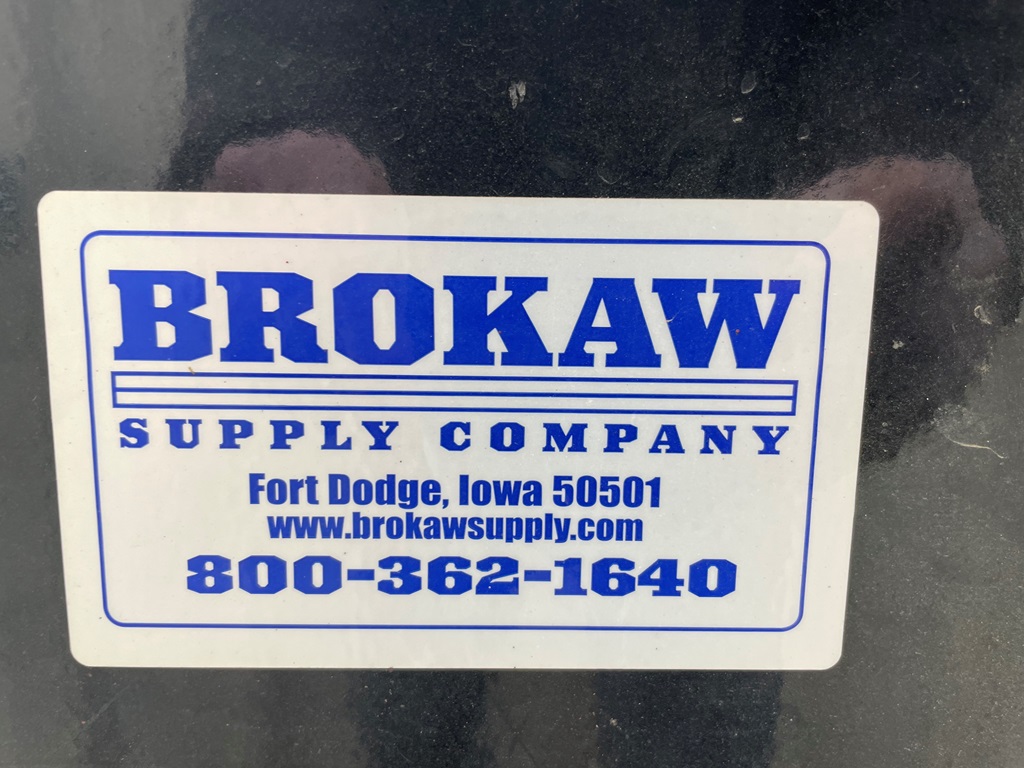 BROKAW
SUPPLY COMPANY
Fort Dodge, Iowa 50501
www.brokawsupply.com
800-362-1640